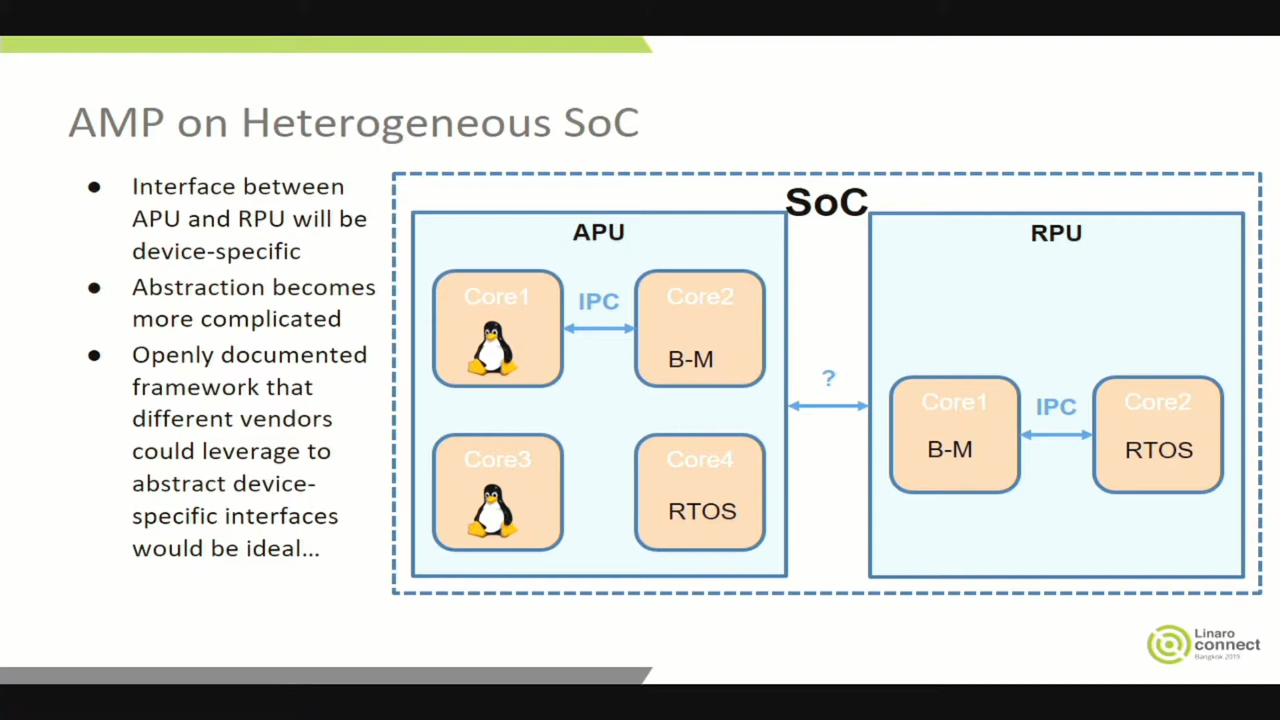 AMP on Heterogeneous SoC
● Interface between
APU and RPU will be
device-specific
● Abstraction becomes
more complicated
● Openly documented
framework that
different vendors
could leverage to
abstract device-
specific interfaces
would be ideal...
SoC
APU
Core1
IPC
Core2
B-M
Core3
Core4
RTOS
?
RPU
Core1
B-M
IPC
Core2
RTOS
Linaro
connect
Bangkok 2019